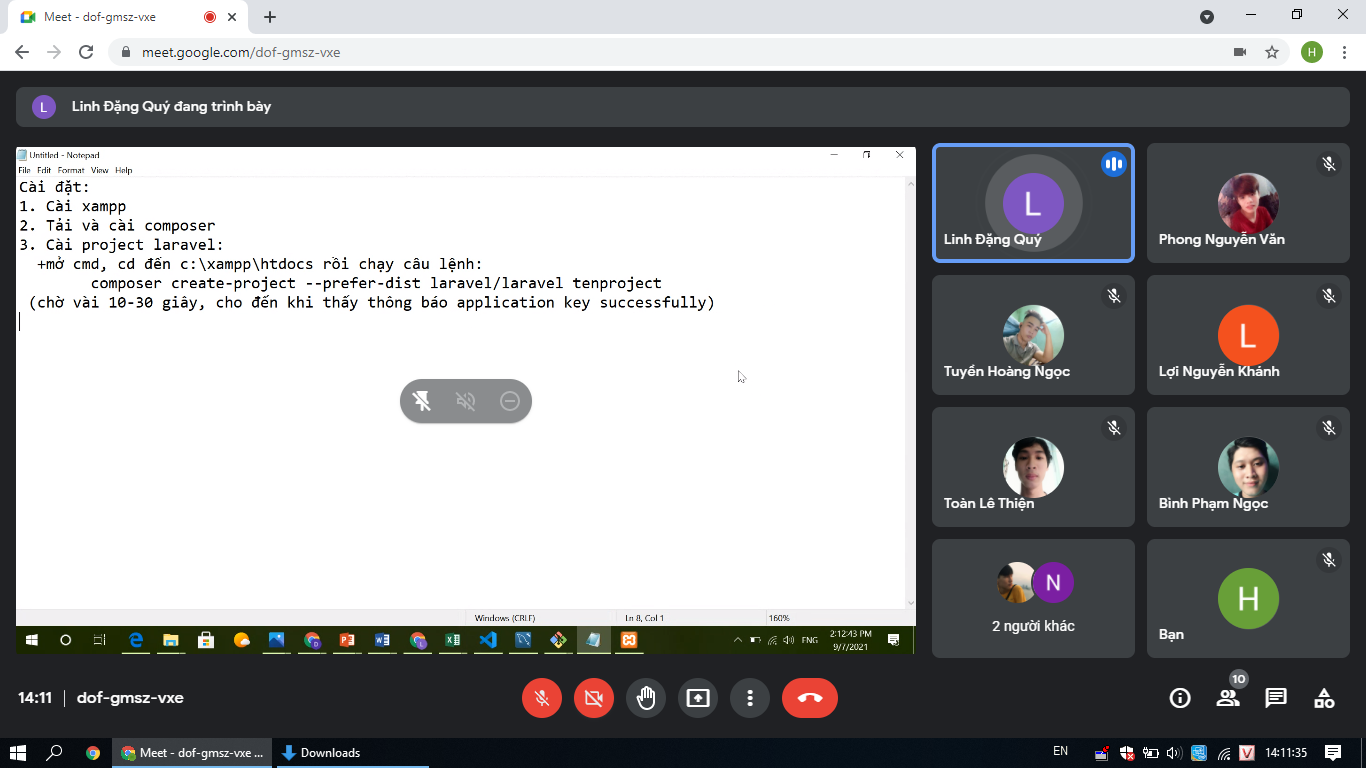 Meet - dof-gmsz-vxe
meet.google.com/dof-gmsz-vxe
H
L
Linh Đặng Quý đang trình bày
Untitled - Notepad
File Edit Format View Help
Cài đặt:
1. Cài xampp
2. Tải và cài composer
3. Cài project laravel:
+mở cmd, cd đến c:\xampp\htdocs rồi chạy câu lệnh:
composer create-project --prefer-dist laravel/laravel tenproject
(chờ vài 10-30 giây, cho đến khi thấy thông báo application key successfully)
Windows (CRLF) Ln 8, Col 1 160%
ENG 2:12:43 PM
9/7/2021
L
Linh Đặng Quý
Phong Nguyễn Văn
Tuyền Hoàng Ngọc
L
Lợi Nguyễn Khánh
Toàn Lê Thiện
Bình Phạm Ngọc
N
2 người khác
H
Bạn
14:11 | dof-gmsz-vxe
10
Meet - dof-gmsz-vxe ...
Downloads
EN
V
14:11:35